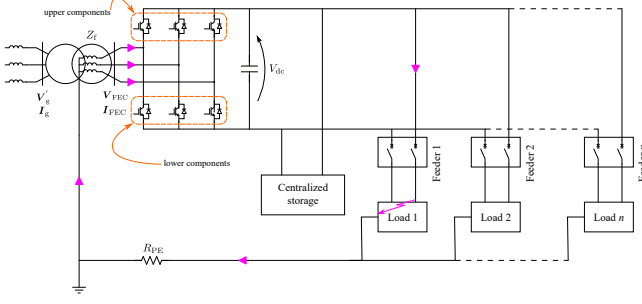 upper components
Z_f
V_dc
V'_g
I_g
V_FEC
I_FEC
lower components
Centralized
storage
Feeder 1
Feeder 2
Load 1
Load 2
Load n
R_PE